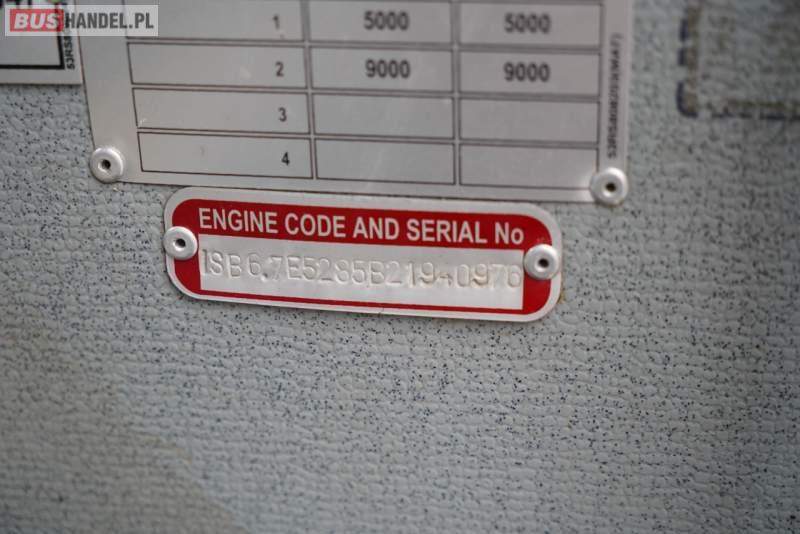 BUSHANDEL.PL
1 5000 5000
2 9000 9000
3
4
ENGINE CODE AND SERIAL No
ISB6.7E5285B21940976